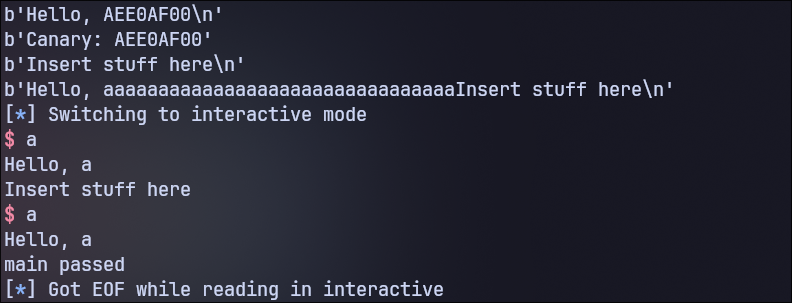 b'Hello, AEE0AF00\n'
b'Canary: AEE0AF00'
b'Insert stuff here\n'
b'Hello, aaaaaaaaaaaaaaaaaaaaaaaaaaaaaaaaInsert stuff here\n'
[*] Switching to interactive mode
$ a
Hello, a
Insert stuff here
$ a
Hello, a
main passed
[*] Got EOF while reading in interactive